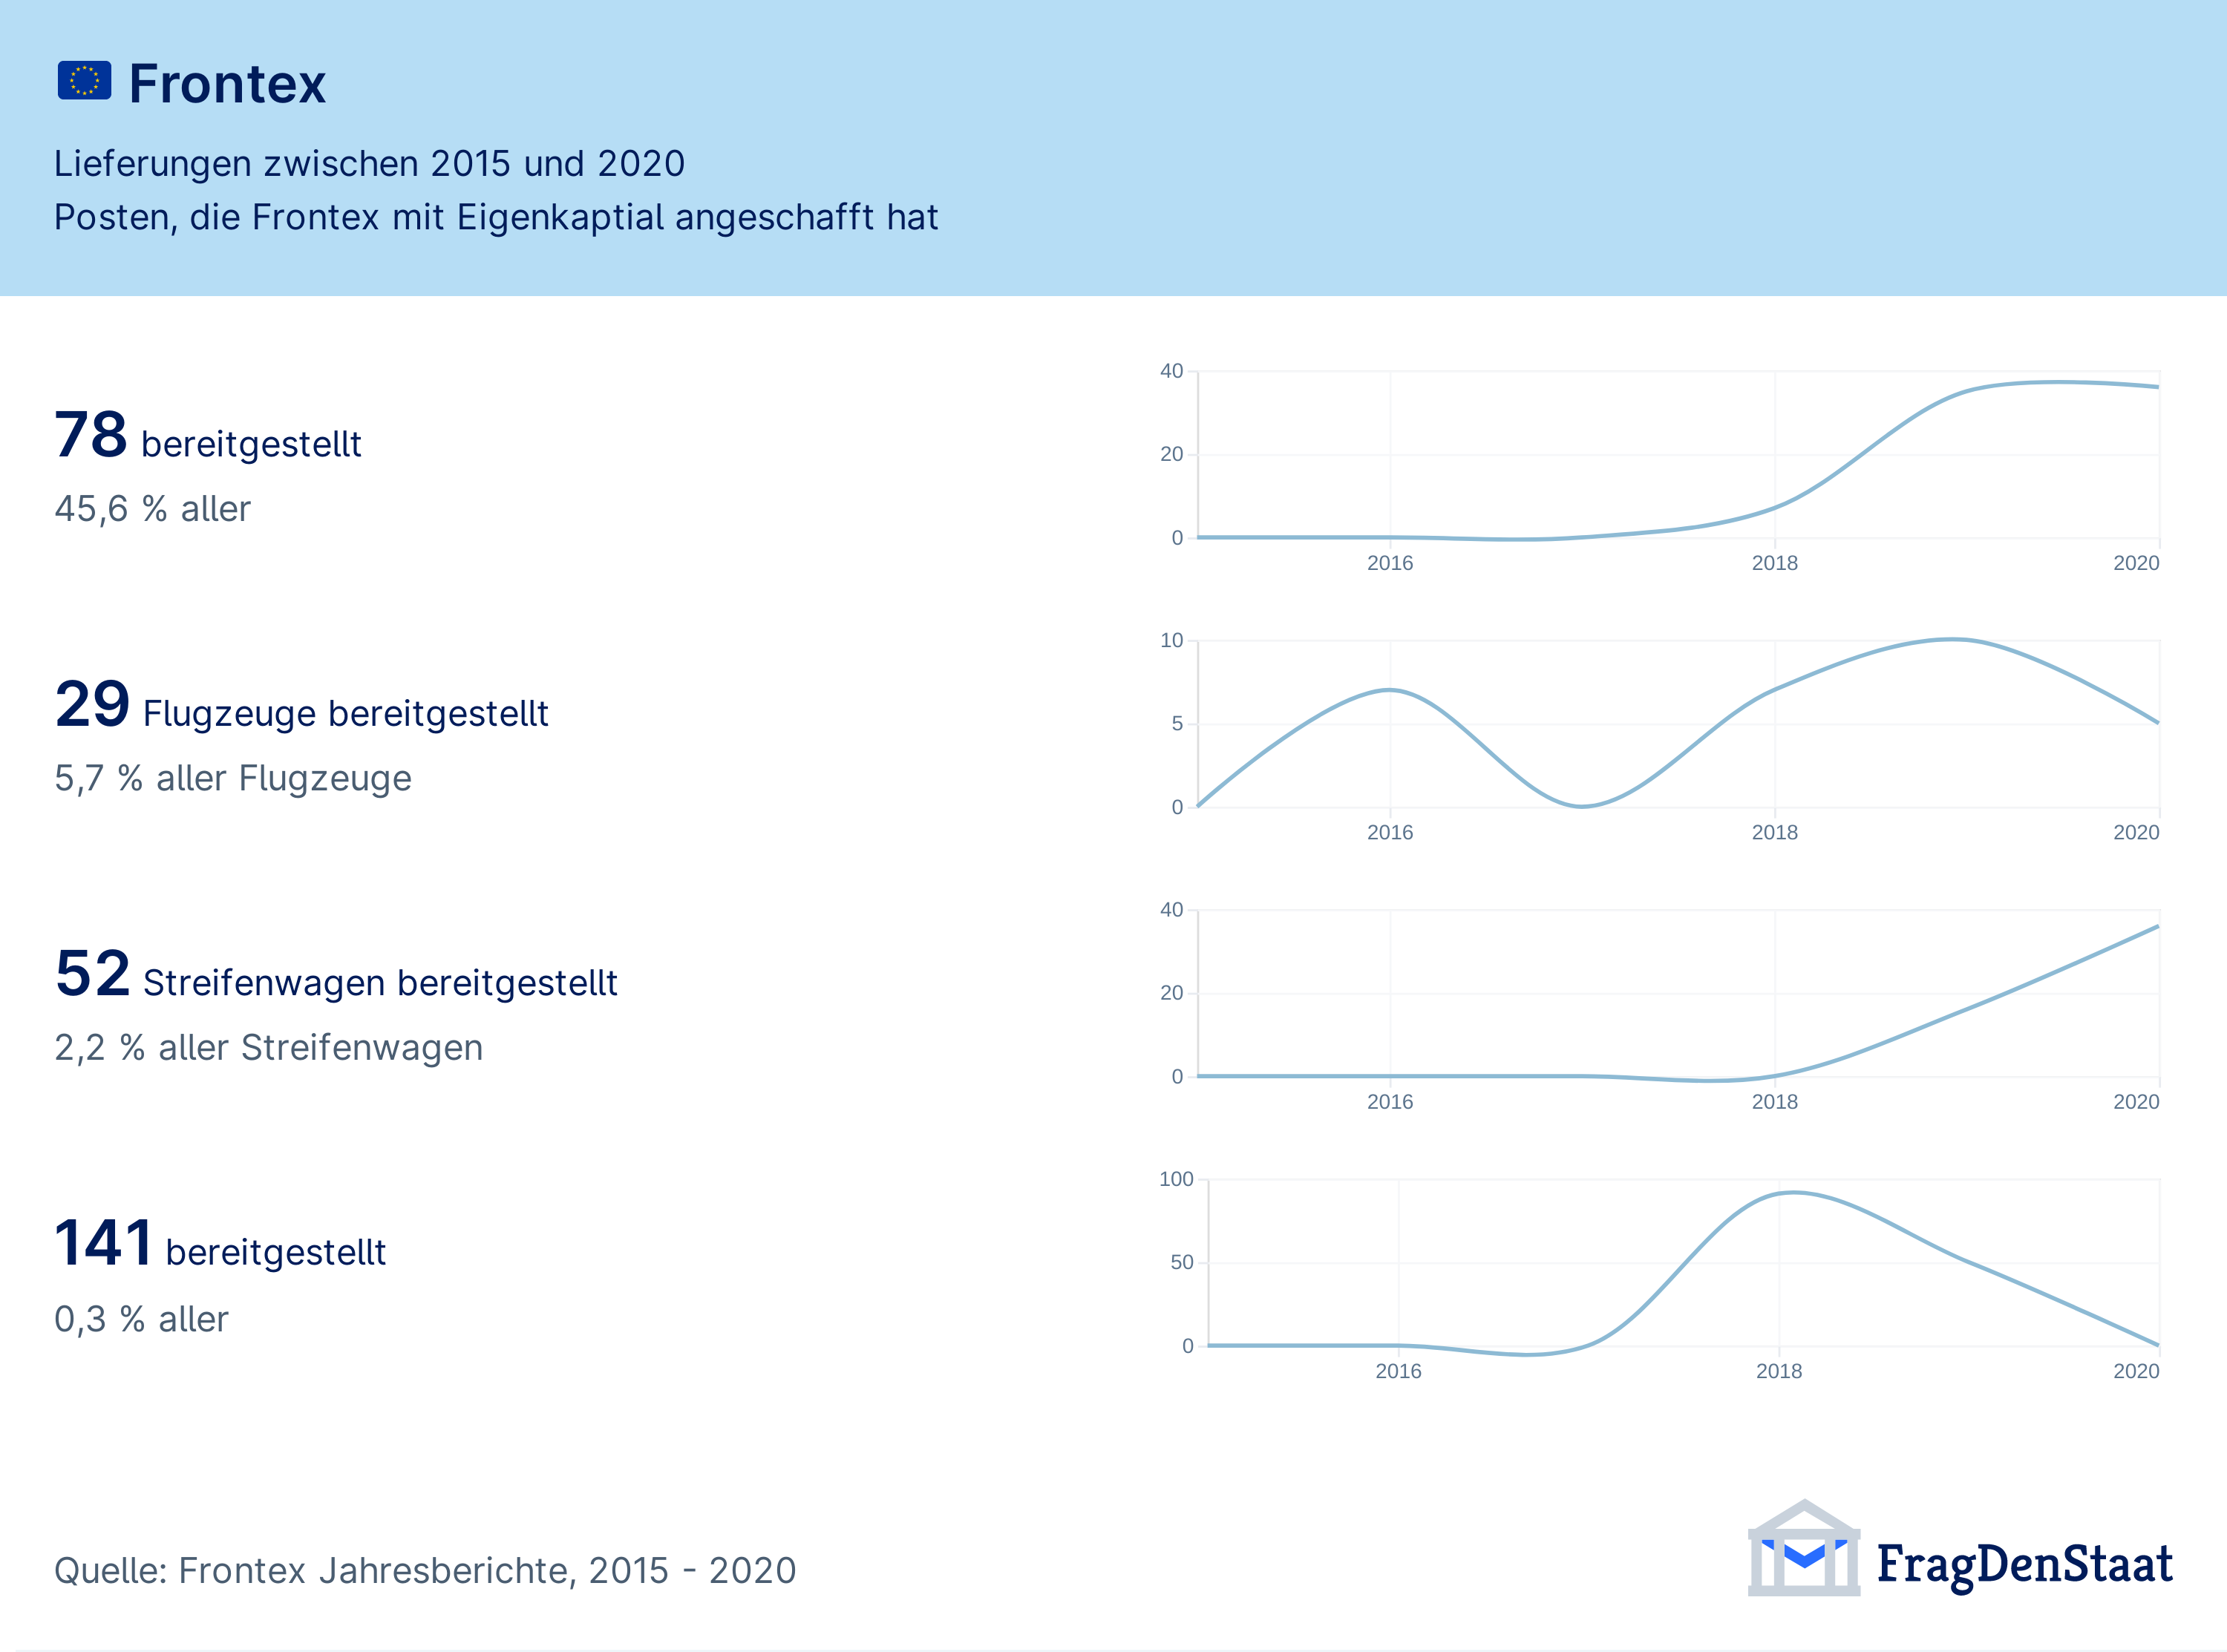 Frontex
Lieferungen zwischen 2015 und 2020
Posten, die Frontex mit Eigenkaptial angeschafft hat
78 bereitgestellt
45,6 % aller
40
20
0
2016
2018
2020
29 Flugzeuge bereitgestellt
5,7 % aller Flugzeuge
10
5
0
2016
2018
2020
52 Streifenwagen bereitgestellt
2,2 % aller Streifenwagen
40
20
0
2016
2018
2020
141 bereitgestellt
0,3 % aller
100
50
0
2016
2018
2020
Quelle: Frontex Jahresberichte, 2015 - 2020
FragDenStaat